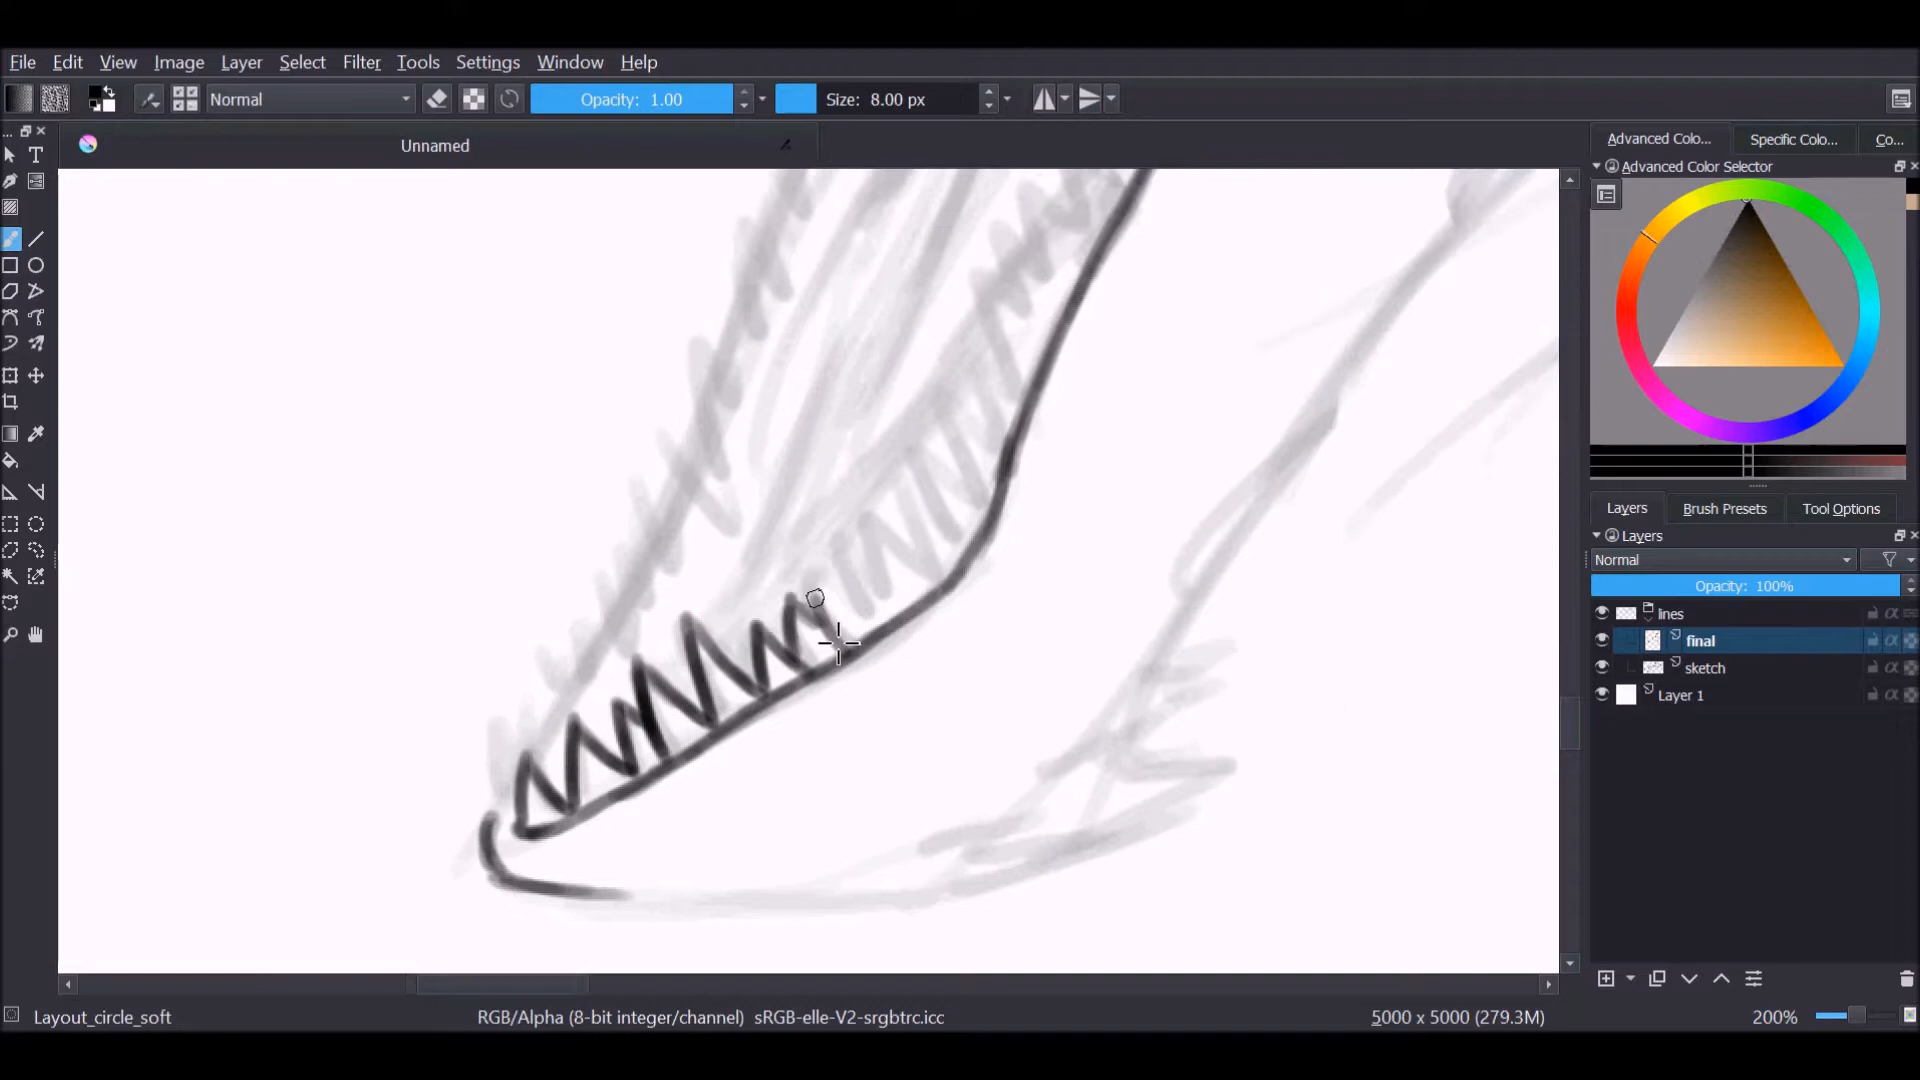 File Edit View Image Layer Select Filter Tools Settings Window Help
Normal Opacity: 1.00 Size: 8.00 px
Unnamed
Advanced Colo... Specific Colo... Co...
Advanced Color Selector
Layers Brush Presets Tool Options
Layers
Normal
Opacity: 100%
lines
final
sketch
Layer 1
Layout_circle_soft RGB/Alpha (8-bit integer/channel) sRGB-elle-V2-srgbtrc.icc 5000 x 5000 (279.3M) 200%